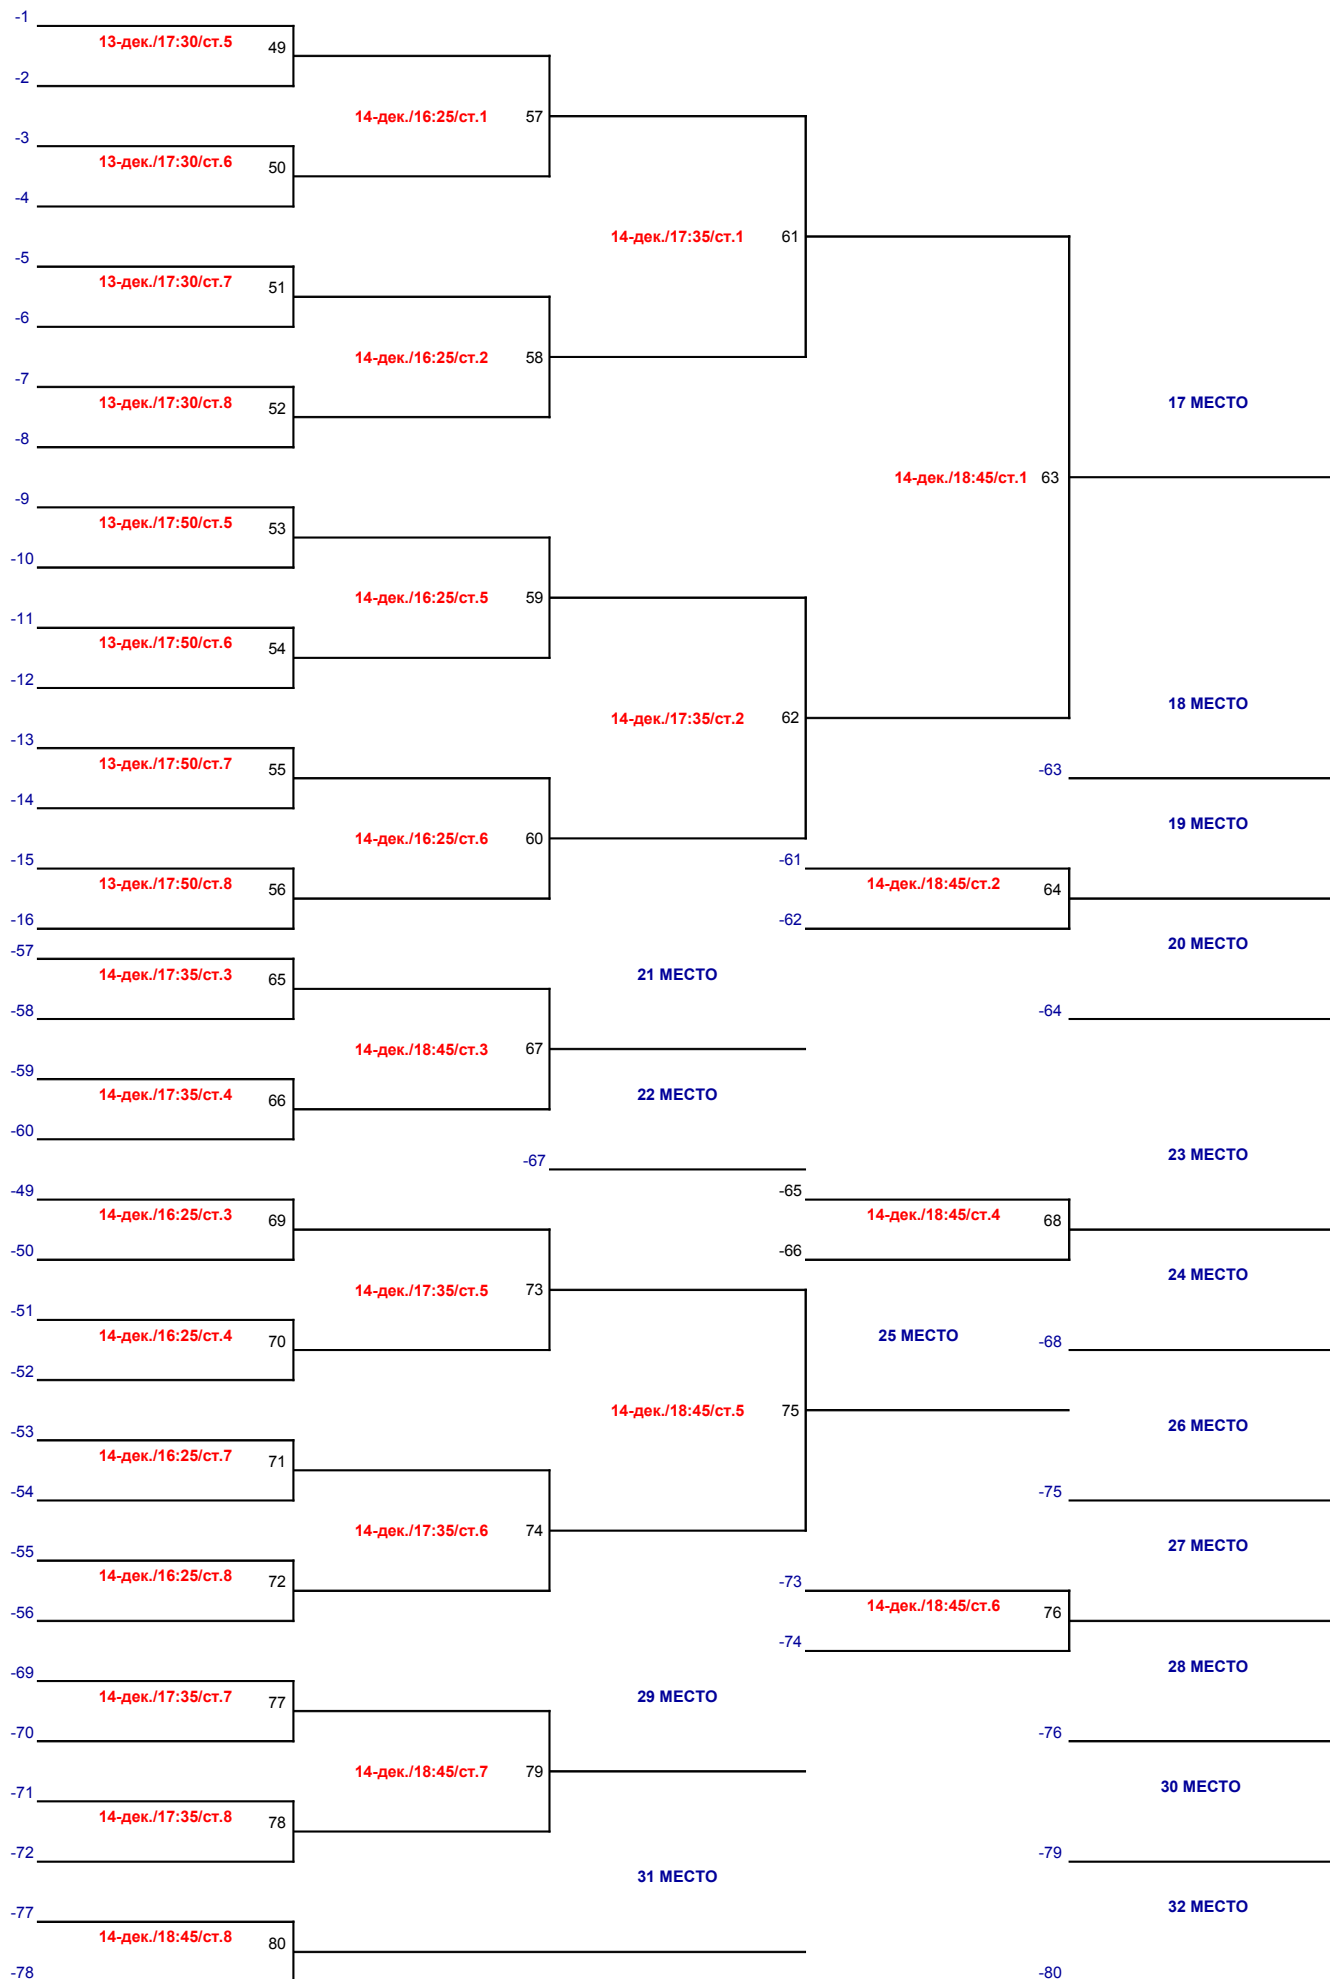 -1
13-дек./17:30/ст.5 49
-2
14-дек./16:25/ст.1 57
-3
13-дек./17:30/ст.6 50
-4
14-дек./17:35/ст.1 61
-5
13-дек./17:30/ст.7 51
-6
14-дек./16:25/ст.2 58
-7
13-дек./17:30/ст.8 52
17 МЕСТО
-8
14-дек./18:45/ст.1 63
-9
13-дек./17:50/ст.5 53
-10
14-дек./16:25/ст.5 59
-11
13-дек./17:50/ст.6 54
-12
18 МЕСТО
14-дек./17:35/ст.2 62
-13
13-дек./17:50/ст.7 55
-63
-14
19 МЕСТО
14-дек./16:25/ст.6 60
-15
-61
13-дек./17:50/ст.8 56
14-дек./18:45/ст.2 64
-16
-62
20 МЕСТО
-57
14-дек./17:35/ст.3 65
21 МЕСТО
-58
-64
14-дек./18:45/ст.3 67
-59
14-дек./17:35/ст.4 66
22 МЕСТО
-60
23 МЕСТО
-67
-49
-65
14-дек./16:25/ст.3 69
14-дек./18:45/ст.4 68
-50
-66
24 МЕСТО
14-дек./17:35/ст.5 73
-51
14-дек./16:25/ст.4 70
25 МЕСТО
-68
-52
14-дек./18:45/ст.5 75
26 МЕСТО
-53
14-дек./16:25/ст.7 71
-54
-75
14-дек./17:35/ст.6 74
27 МЕСТО
-55
14-дек./16:25/ст.8 72
-73
14-дек./18:45/ст.6 76
-56
-74
28 МЕСТО
-69
14-дек./17:35/ст.7 77
29 МЕСТО
-70
-76
14-дек./18:45/ст.7 79
30 МЕСТО
-71
14-дек./17:35/ст.8 78
-72
-79
31 МЕСТО
32 МЕСТО
-77
14-дек./18:45/ст.8 80
-78
-80